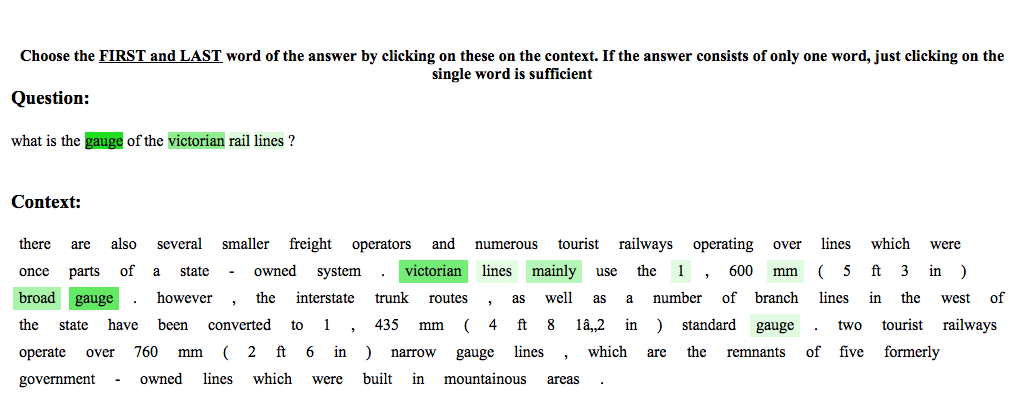 Choose the FIRST and LAST word of the answer by clicking on these on the context. If the answer consists of only one word, just clicking on the
single word is sufficient
Question:
what is the gauge of the victorian rail lines ?
Context:
there are also several smaller freight operators and numerous tourist railways operating over lines which were
once parts of a state - owned system . victorian lines mainly use the 1 , 600 mm ( 5 ft 3 in )
broad gauge . however , the interstate trunk routes , as well as a number of branch lines in the west of
the state have been converted to 1 , 435 mm ( 4 ft 8 1â„2 in ) standard gauge . two tourist railways
operate over 760 mm ( 2 ft 6 in ) narrow gauge lines , which are the remnants of five formerly
government - owned lines which were built in mountainous areas .